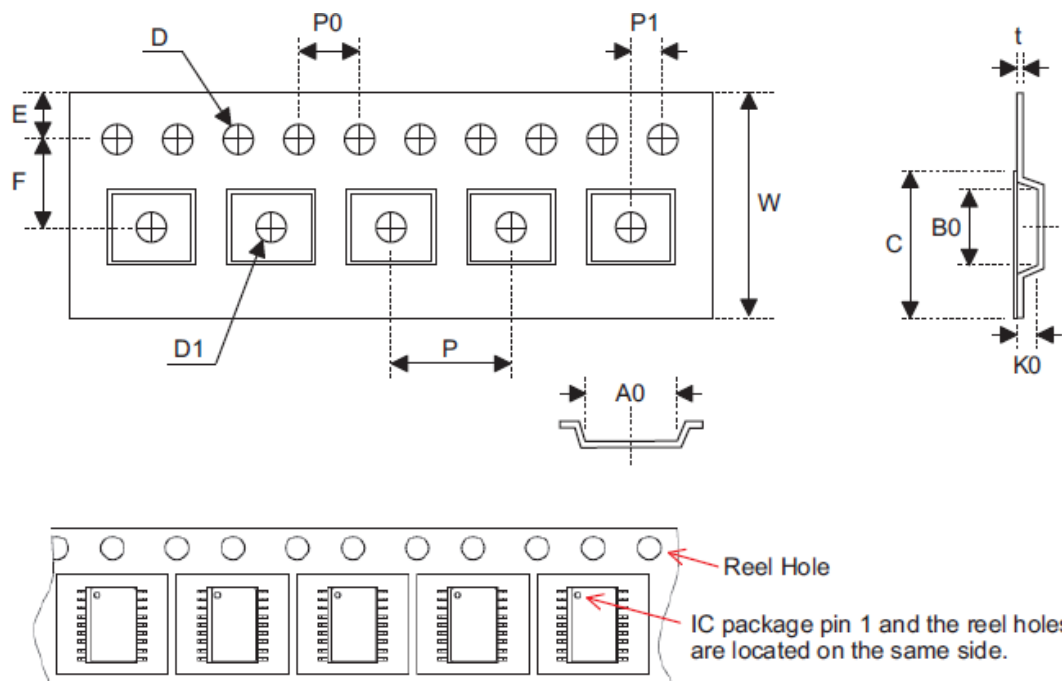 D
P0
P1
t
E
F
W
C
B0
D1
P
K0
A0
Reel Hole
IC package pin 1 and the reel holes
are located on the same side.